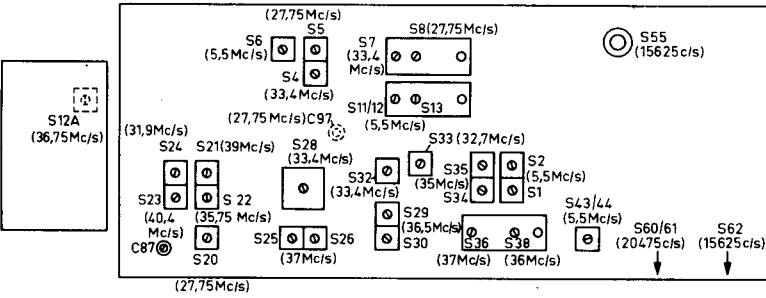 (27,75Mc/s)
S5
S6
(5,5Mc/s)
S4
(33,4Mc/s)
S8(27,75Mc/s)
S7
(33,4
Mc/s)
S11/12
S13
(5,5Mc/s)
S55
(15625c/s)
S12A
(36,75Mc/s)
(27,75Mc/s)C97
(31,9Mc/s)
S24
S21(39Mc/s)
S28
(33,4Mc/s)
S33(32,7Mc/s)
S32
(33,4Mc/s)
(35Mc/s)
S35
S34
S2
(5,5Mc/s)
S1
S23
(40,4
Mc/s)
S 22
(35,75 Mc/s)
C87
S20
(27,75Mc/s)
S25
S26
(37Mc/s)
S29
(36,5Mc/s)
S30
S36
S38
(37Mc/s)
(36Mc/s)
S43/44
(5,5Mc/s)
S60/61
(20475c/s)
S62
(15625c/s)